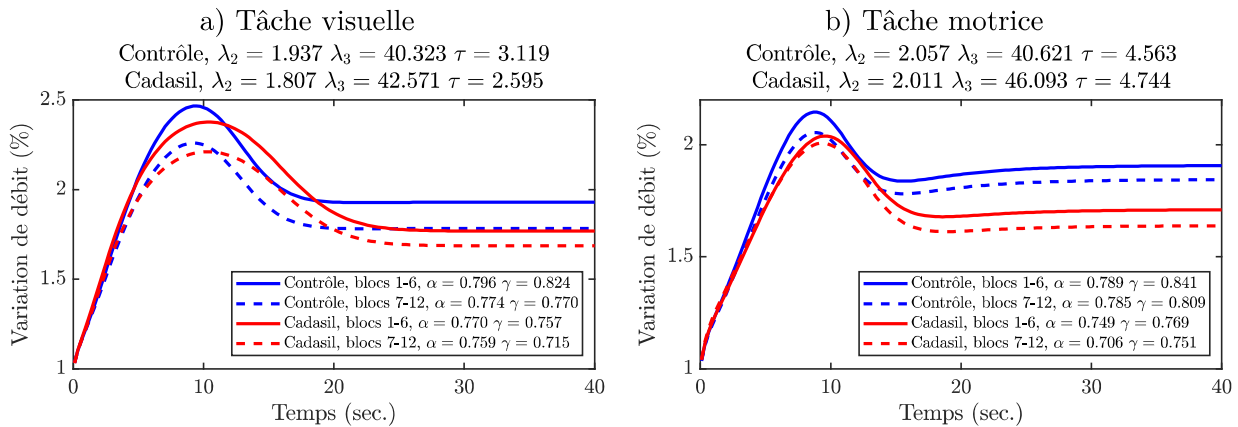 a) Tâche visuelle
Contrôle, λ₂ = 1.937 λ₃ = 40.323 τ = 3.119
Cadasil, λ₂ = 1.807 λ₃ = 42.571 τ = 2.595
Variation de débit (%)
2.5
2
1.5
1
Contrôle, blocs 1-6, α = 0.796 γ = 0.824
Contrôle, blocs 7-12, α = 0.774 γ = 0.770
Cadasil, blocs 1-6, α = 0.770 γ = 0.757
Cadasil, blocs 7-12, α = 0.759 γ = 0.715
0 10 20 30 40
Temps (sec.)
b) Tâche motrice
Contrôle, λ₂ = 2.057 λ₃ = 40.621 τ = 4.563
Cadasil, λ₂ = 2.011 λ₃ = 46.093 τ = 4.744
Variation de débit (%)
2
1.5
1
Contrôle, blocs 1-6, α = 0.789 γ = 0.841
Contrôle, blocs 7-12, α = 0.785 γ = 0.809
Cadasil, blocs 1-6, α = 0.749 γ = 0.769
Cadasil, blocs 7-12, α = 0.706 γ = 0.751
0 10 20 30 40
Temps (sec.)